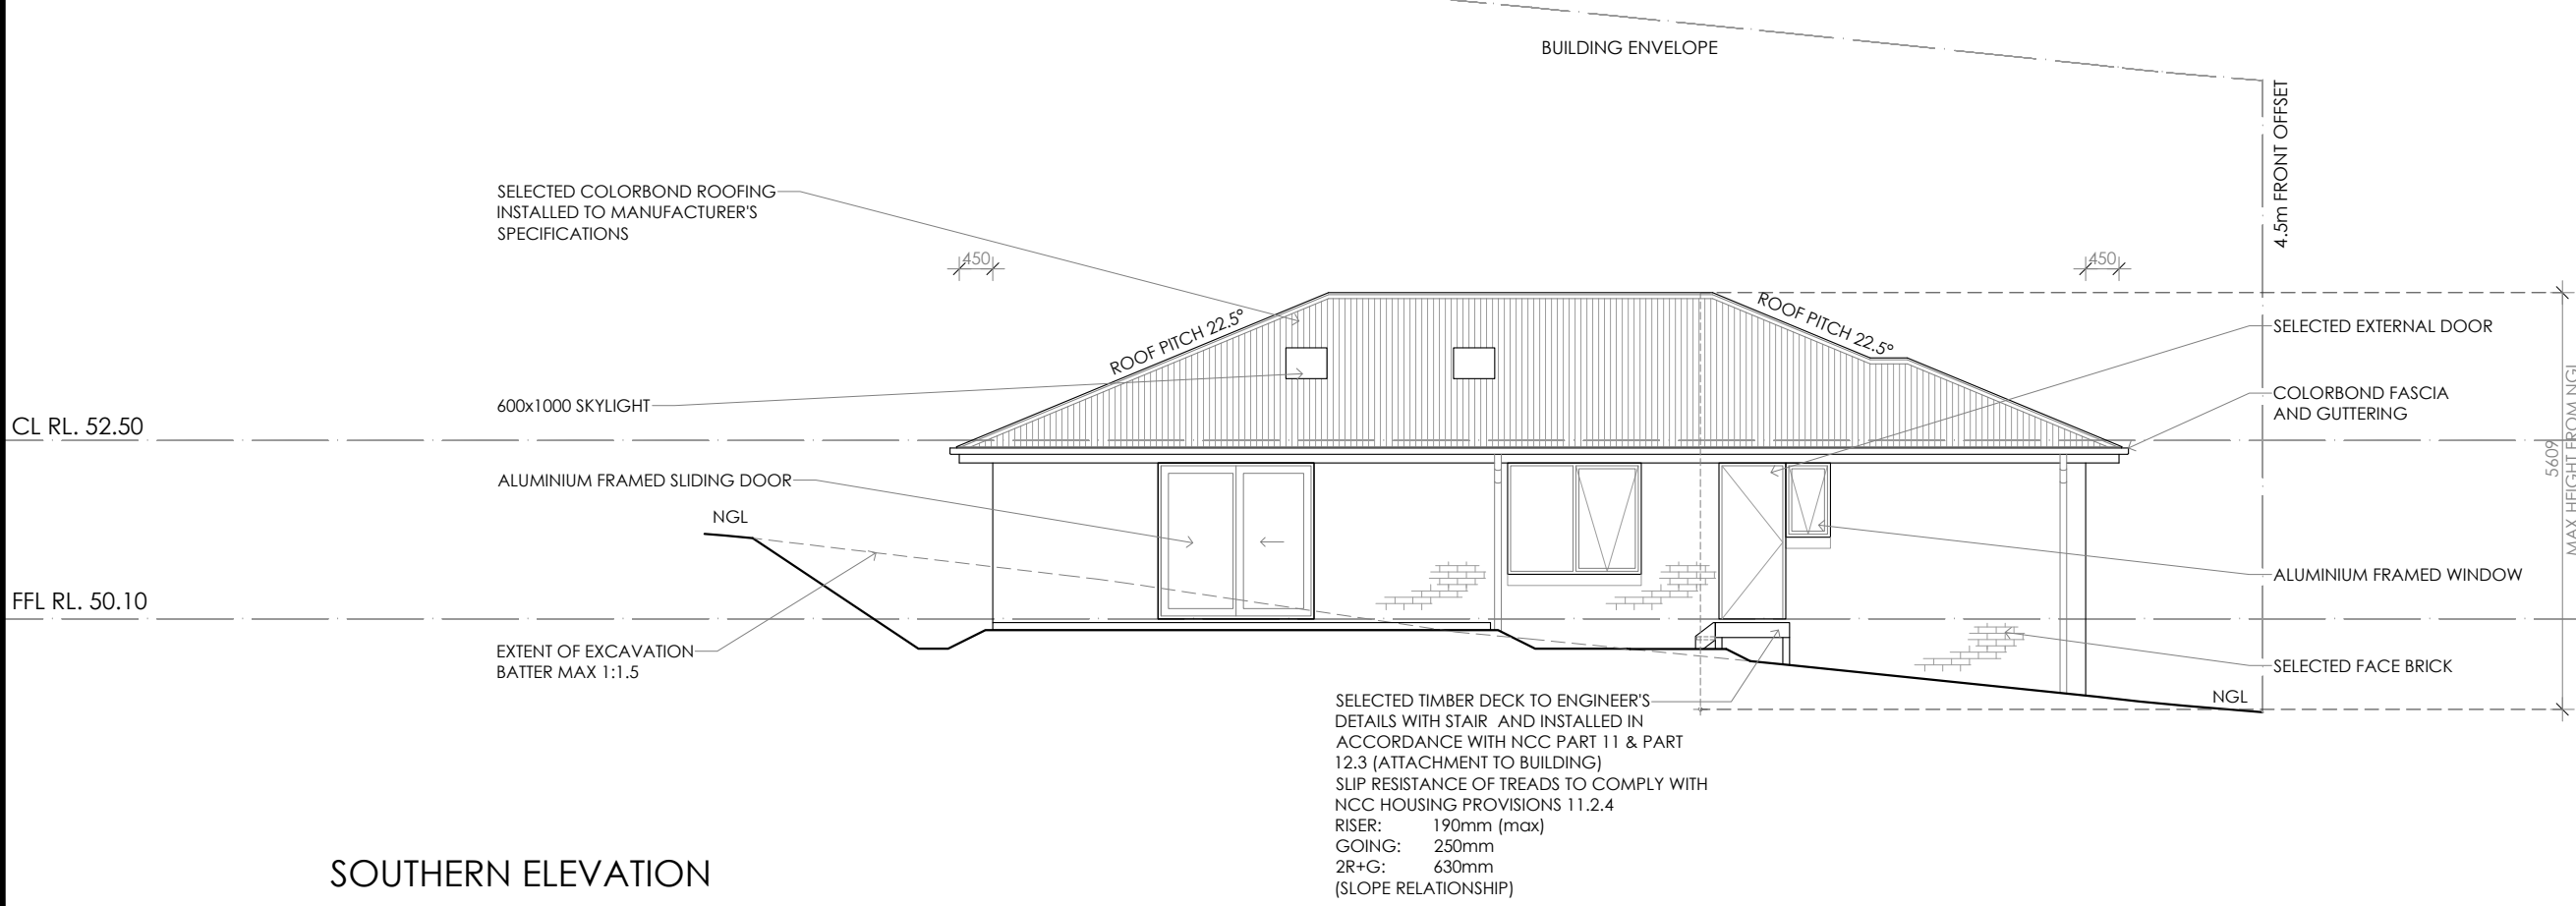 BUILDING ENVELOPE
4.5m FRONT OFFSET
SELECTED COLORBOND ROOFING
INSTALLED TO MANUFACTURER'S
SPECIFICATIONS
450
450
ROOF PITCH 22.5°
ROOF PITCH 22.5°
SELECTED EXTERNAL DOOR
600x1000 SKYLIGHT
COLORBOND FASCIA
AND GUTTERING
CL RL. 52.50
5609
MAX HEIGHT FROM NGL
ALUMINIUM FRAMED SLIDING DOOR
NGL
ALUMINIUM FRAMED WINDOW
FFL RL. 50.10
EXTENT OF EXCAVATION
BATTER MAX 1:1.5
SELECTED FACE BRICK
NGL
SELECTED TIMBER DECK TO ENGINEER'S
DETAILS WITH STAIR AND INSTALLED IN
ACCORDANCE WITH NCC PART 11 & PART
12.3 (ATTACHMENT TO BUILDING)
SLIP RESISTANCE OF TREADS TO COMPLY WITH
NCC HOUSING PROVISIONS 11.2.4
RISER: 190mm (max)
GOING: 250mm
2R+G: 630mm
(SLOPE RELATIONSHIP)
SOUTHERN ELEVATION